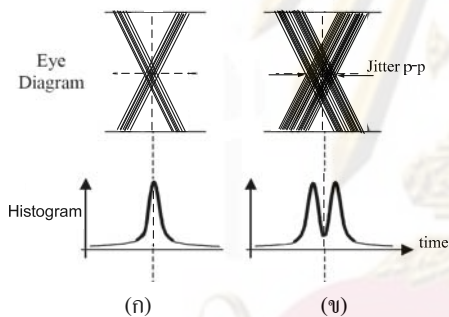 Eye
Diagram
Jitter p-p
Histogram
time
(ก)
(ข)